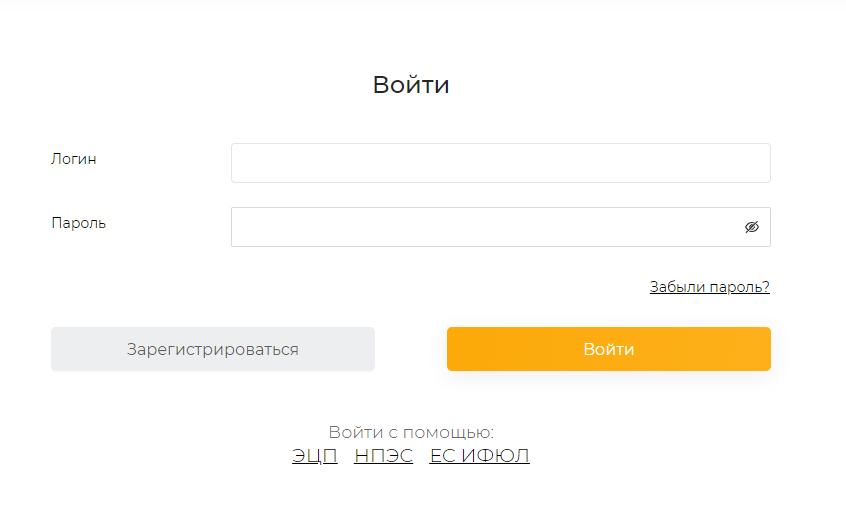 Войти
Логин
Пароль
Забыли пароль?
Зарегистрироваться Войти
Войти с помощью:
ЭЦП НПЭС ЕС ИФЮЛ